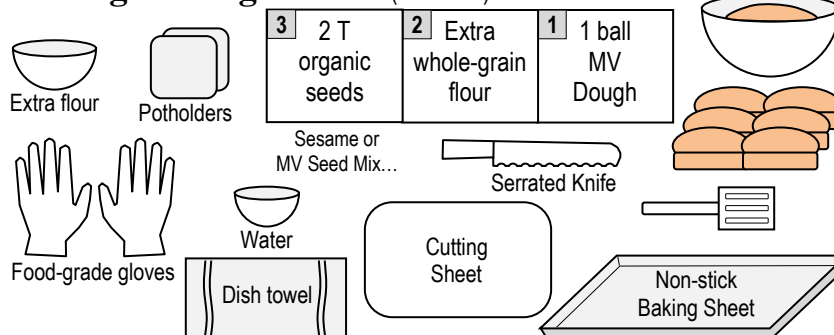 3
2 T
organic
seeds
2
Extra
whole-grain
flour
1
1 ball
MV
Dough
Extra flour
Potholders
Sesame or
MV Seed Mix…
Serrated Knife
Water
Food-grade gloves
Cutting
Sheet
Dish towel
Non-stick
Baking Sheet